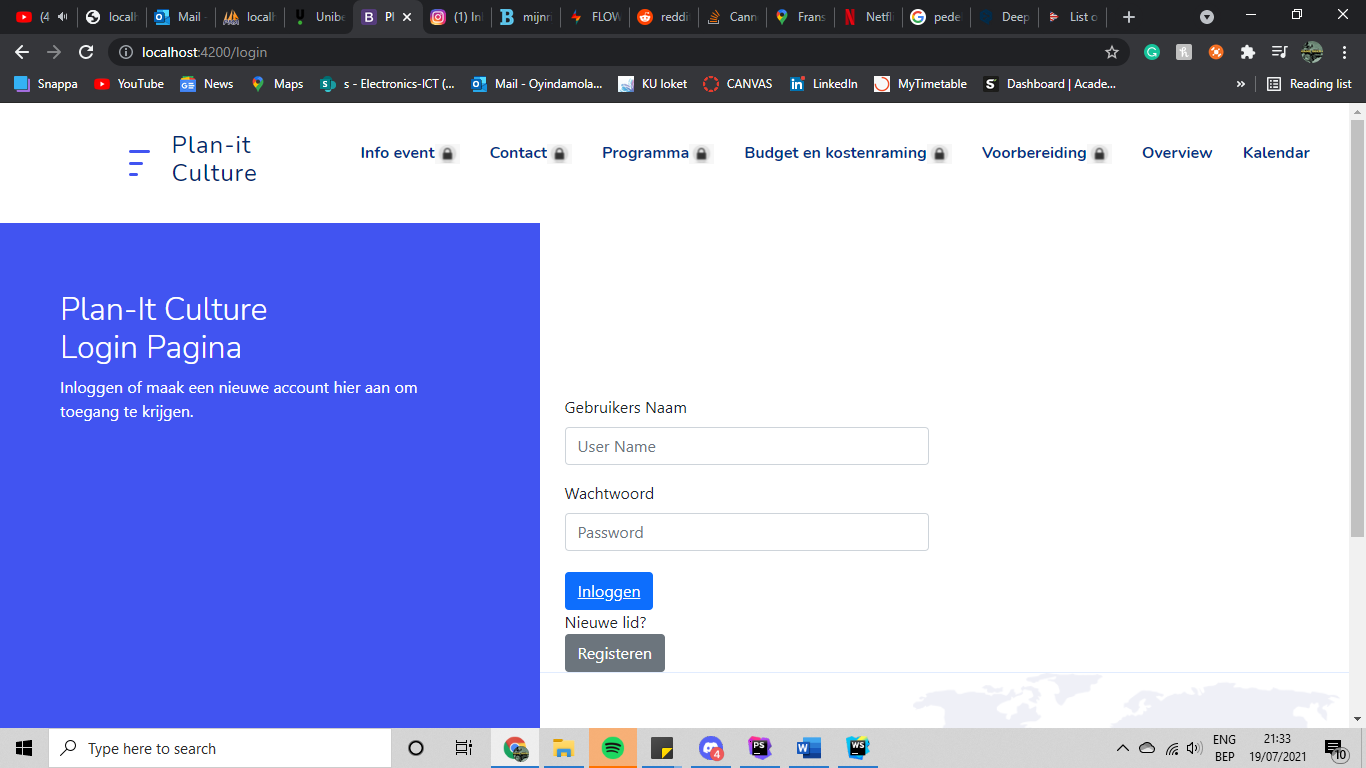 (4
localh
Mail -
localh
Unibe
Pl
(1) In
mijnn
FLOW
reddi
Cann
Frans
Netfl
pedel
Deep
List o
localhost:4200/login
Snappa
YouTube
News
Maps
s - Electronics-ICT (...
Mail - Oyindamola...
KU loket
CANVAS
LinkedIn
MyTimetable
Dashboard | Acade...
»
Reading list
Plan-it
Culture
Info event
Contact
Programma
Budget en kostenraming
Voorbereiding
Overview
Kalendar
Plan-It Culture
Login Pagina
Inloggen of maak een nieuwe account hier aan om
toegang te krijgen.
Gebruikers Naam
User Name
Wachtwoord
Password
Inloggen
Nieuwe lid?
Registeren
Type here to search
4
PS
W
WS
ENG
BEP
21:33
19/07/2021
10